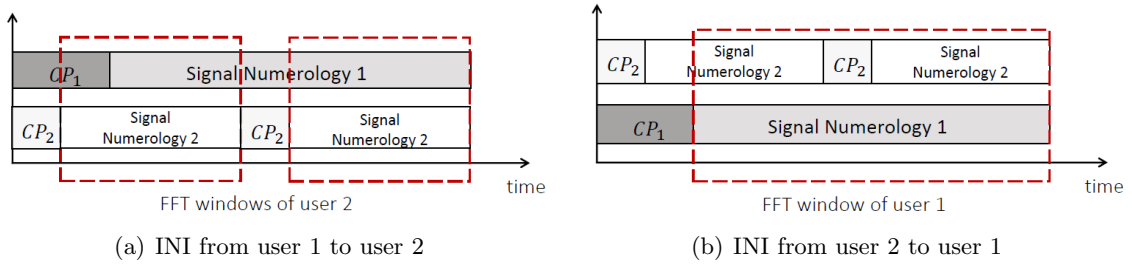 CP1 Signal Numerology 1
CP2 Signal
Numerology 2 CP2 Signal
Numerology 2
time
FFT windows of user 2
(a) INI from user 1 to user 2
CP2 Signal
Numerology 2 CP2 Signal
Numerology 2
CP1 Signal Numerology 1
time
FFT window of user 1
(b) INI from user 2 to user 1